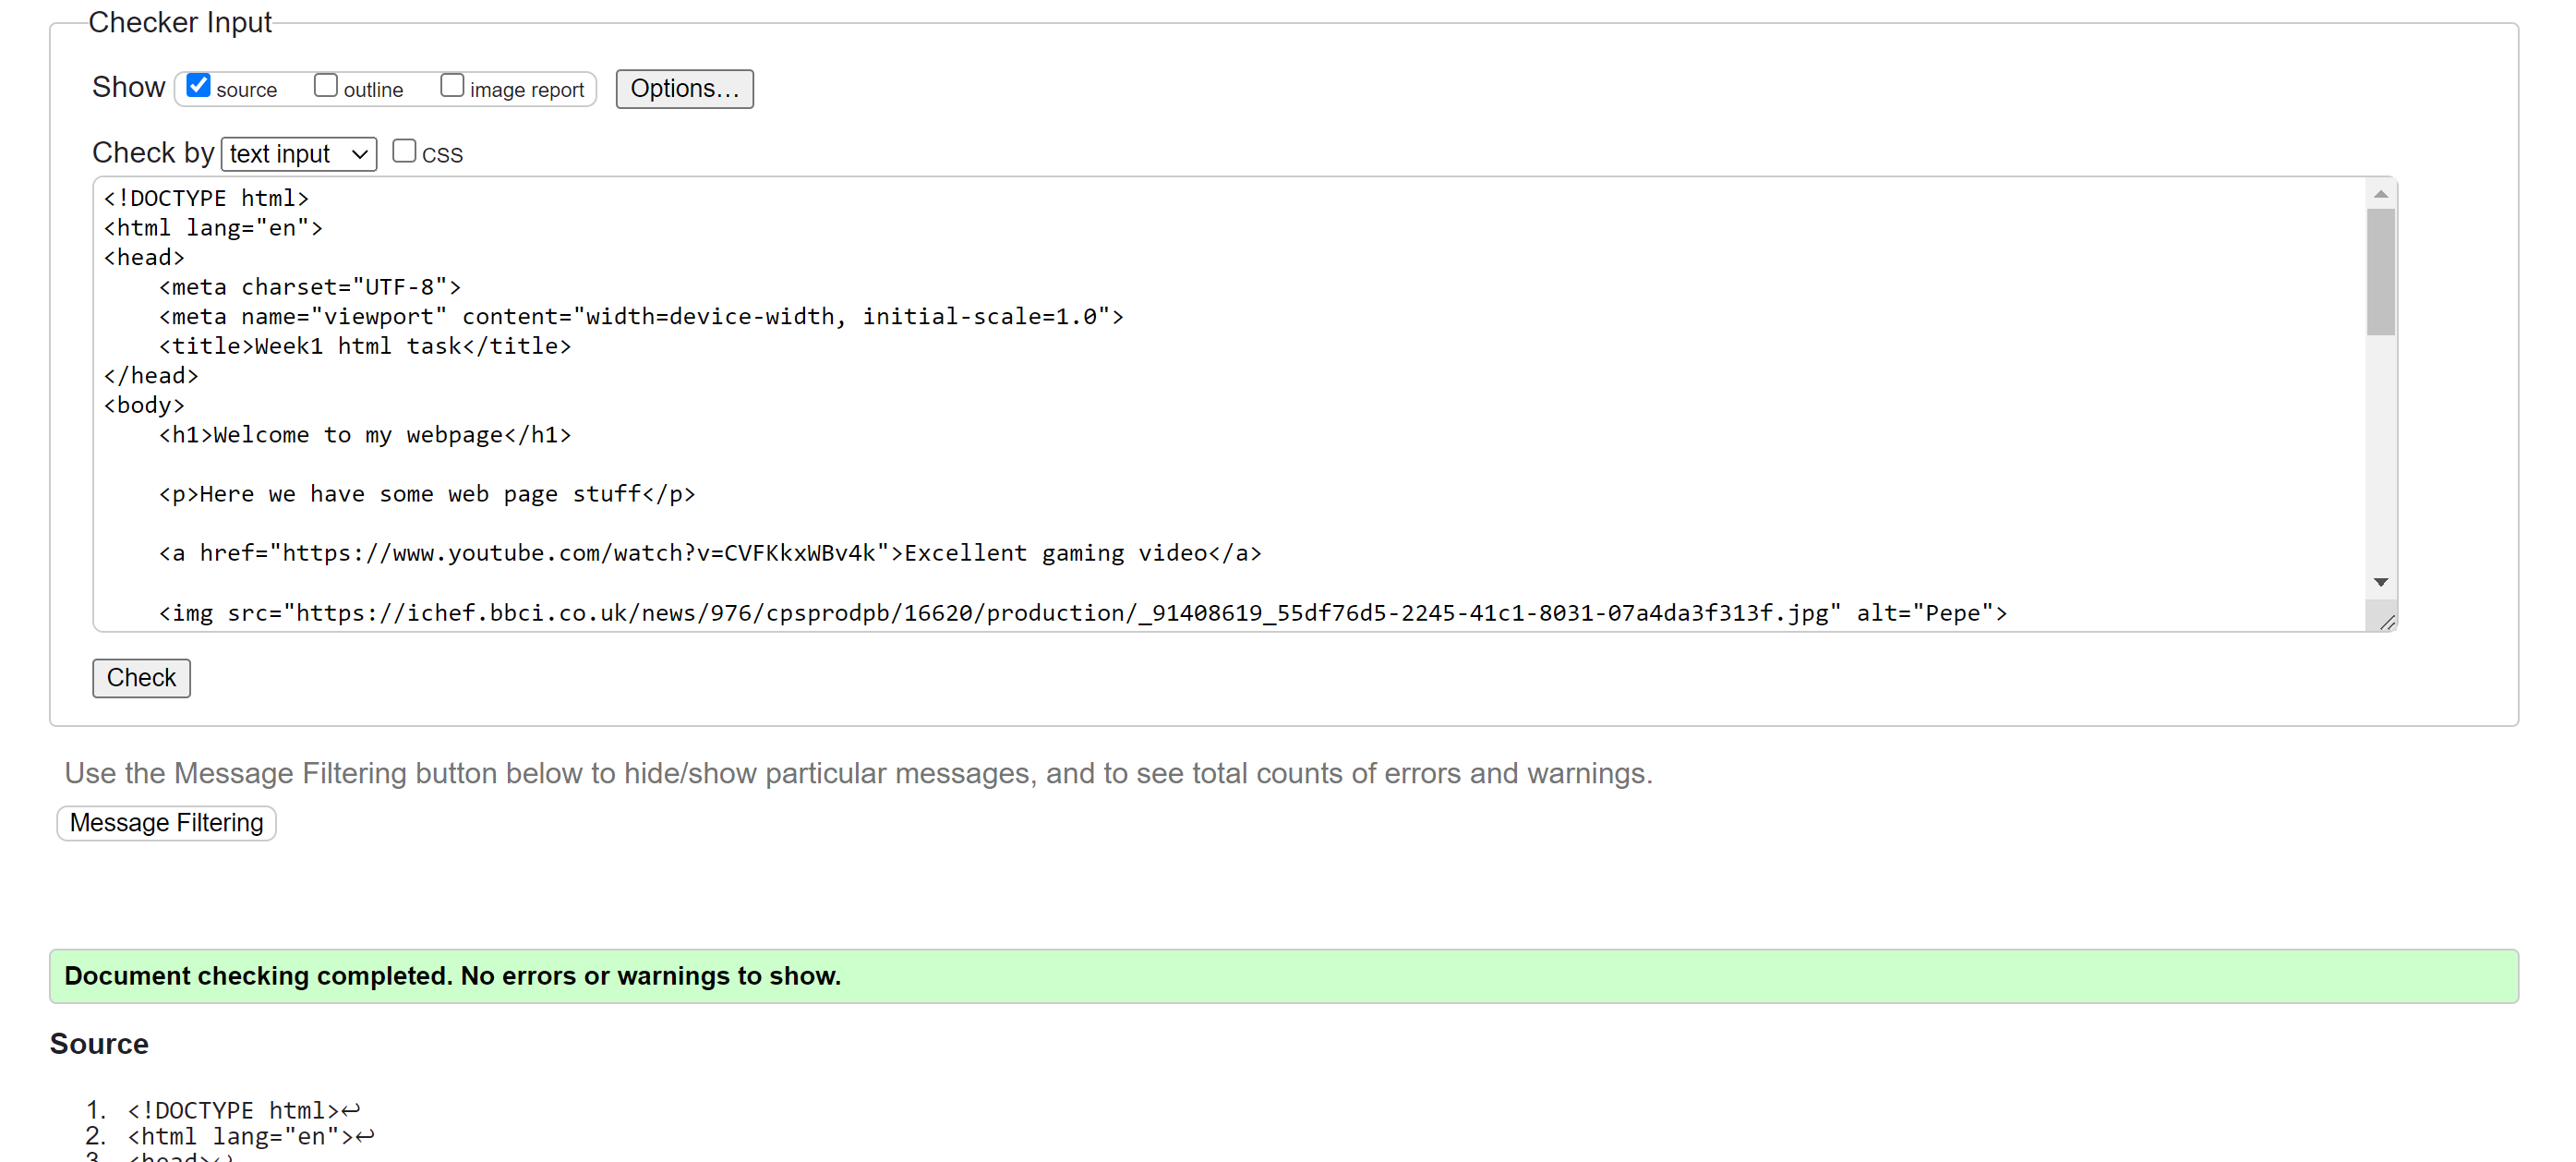 Checker Input
Show source outline image report Options...
Check by text input CSS
<!DOCTYPE html>
<html lang="en">
<head>
    <meta charset="UTF-8">
    <meta name="viewport" content="width=device-width, initial-scale=1.0">
    <title>Week1 html task</title>
</head>
<body>
    <h1>Welcome to my webpage</h1>
    <p>Here we have some web page stuff</p>
    <a href="https://www.youtube.com/watch?v=CVFKkxWBv4k">Excellent gaming video</a>
    <img src="https://ichef.bbci.co.uk/news/976/cpsprodpb/16620/production/_91408619_55df76d5-2245-41c1-8031-07a4da3f313f.jpg" alt="Pepe">
Check
Use the Message Filtering button below to hide/show particular messages, and to see total counts of errors and warnings.
Message Filtering
Document checking completed. No errors or warnings to show.
Source
1. <!DOCTYPE html>↩
2. <html lang="en">↩
3. <head>↩